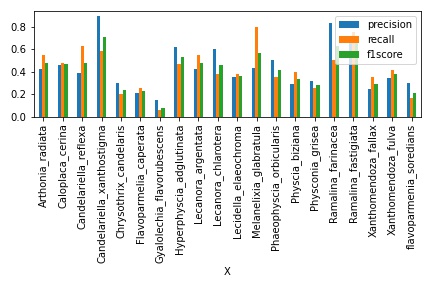 precision
recall
f1score
0.8
0.6
0.4
0.2
0.0
Arthonia_radiata
Caloplaca_cerina
Candelariella_reflexa
Candelariella_xanthostigma
Chrysothrix_candelaris
Flavoparmelia_caperata
Gyalolechia_flavorubescens
Hyperphyscia_adglutinata
Lecanora_argentata
Lecanora_chlarotera
Lecidella_elaeochroma
Melanelixia_glabratula
Phaeophyscia_orbicularis
Physcia_biziana
Physconia_grisea
Ramalina_farinacea
Ramalina_fastigiata
Xanthomendoza_fallax
Xanthomendoza_fulva
flavoparmenia_soredians
X